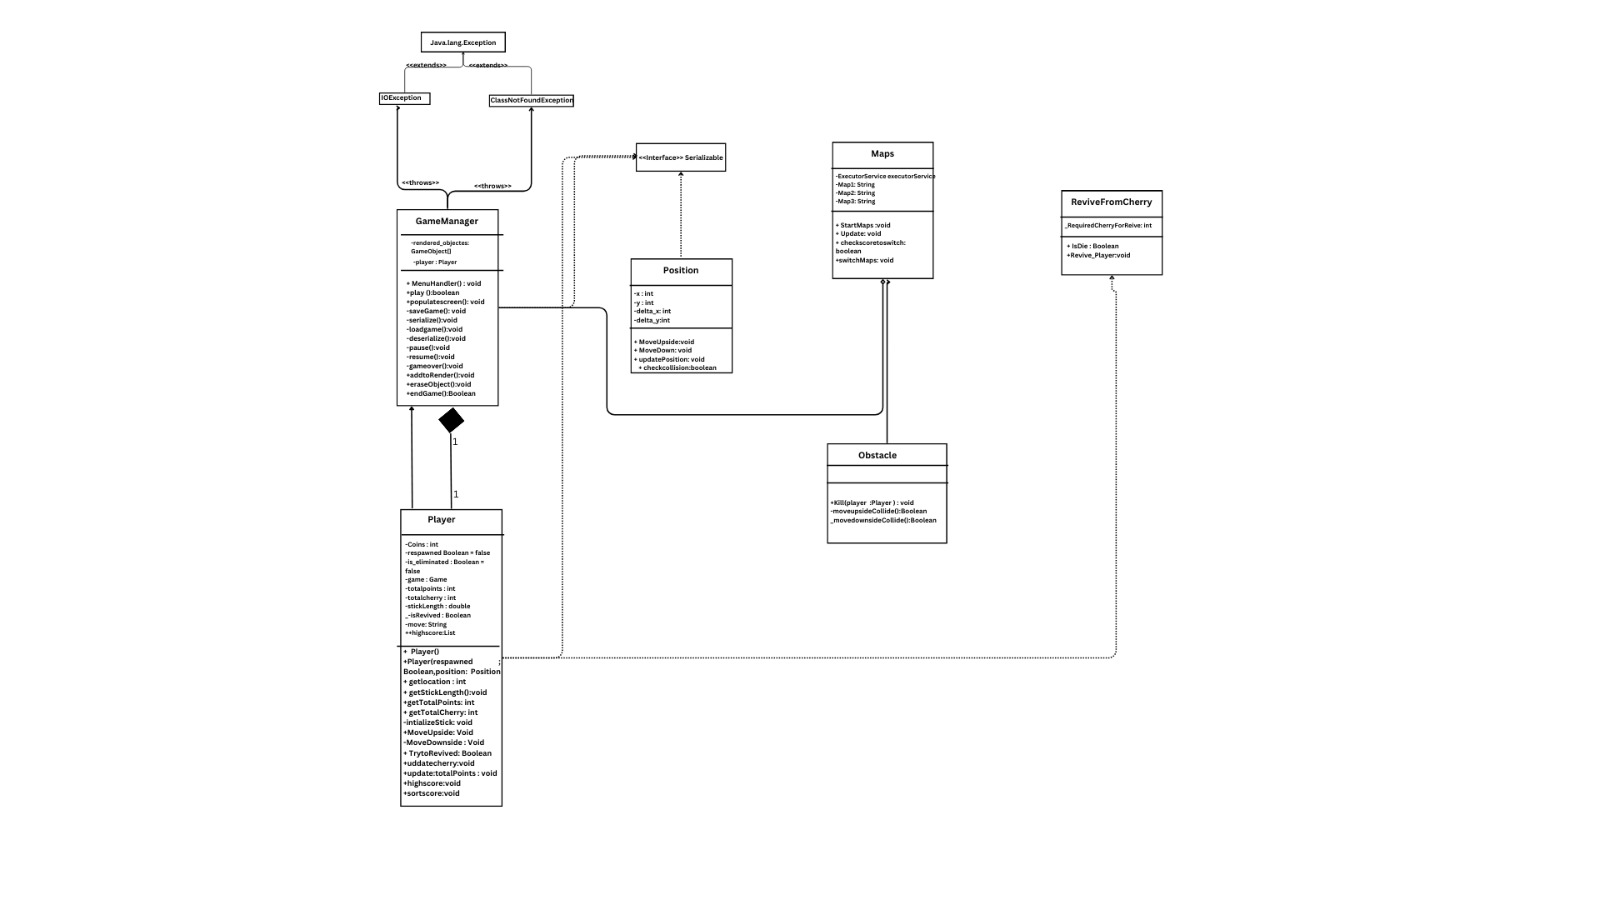 Java.lang.Exception
<<extends>>
<<extends>>
IOException
ClassNotFoundException
<<throws>>
<<throws>>
GameManager
-rendered_objectes:
GameObject()
-player : Player
+ MenuHandler() : void
+play ():boolean
+populatescreen(): void
-saveGame(): void
-serialize():void
-loadgame():void
-deserialize():void
-pause():void
-resume():void
-gameover():void
+addtoRender():void
+eraseObject():void
+endGame():Boolean
1
1
Player
-Coins : int
-respawned Boolean = false
-is_eliminated : Boolean =
false
-game : Game
-totalpoints : int
-totalcherry : int
-stickLength : double
_-isRevived : Boolean
-move: String
++highscore:List
+ Player()
+Player(respawned :
Boolean,position: Position
+ getlocation : int
+ getStickLength():void
+getTotalPoints: int
+ getTotalCherry: int
-intializeStick: void
+MoveUpside: Void
-MoveDownside : Void
+ TrytoRevived: Boolean
+uddatecherry:void
+update:totalPoints : void
+highscore:void
+sortscore:void
<<Interface>> Serializable
Position
-x : int
-y : int
-delta_x: int
-delta_y:int
+ MoveUpside:void
+ MoveDown: void
+ updatePosition: void
+ checkcollision:boolean
Maps
-ExecutorService executorService
-Map1: String
-Map2: String
-Map3: String
+ StartMaps :void
+ Update: void
+ checkscoretoswitch:
boolean
+switchMaps: void
Obstacle
+Kill(player :Player ) : void
-moveupsideCollide():Boolean
_movedownsideCollide():Boolean
ReviveFromCherry
_RequiredCherryForReive: int
+ IsDie : Boolean
+Revive_Player:void